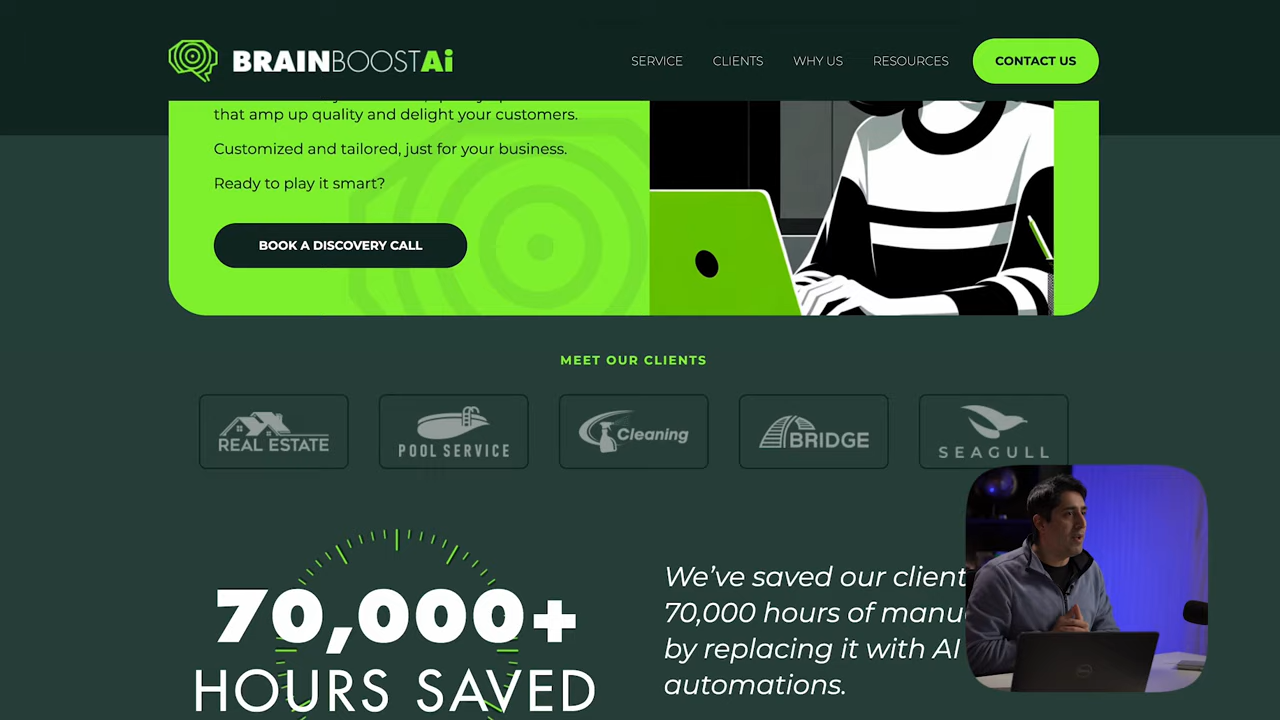 BRAINBOOSTAi
SERVICE
CLIENTS
WHY US
RESOURCES
CONTACT US
that amp up quality and delight your customers.
Customized and tailored, just for your business.
Ready to play it smart?
BOOK A DISCOVERY CALL
MEET OUR CLIENTS
REAL ESTATE
POOL SERVICE
Cleaning
BRIDGE
SEAGULL
70,000+
HOURS SAVED
We’ve saved our client
70,000 hours of manu
by replacing it with AI
automations.